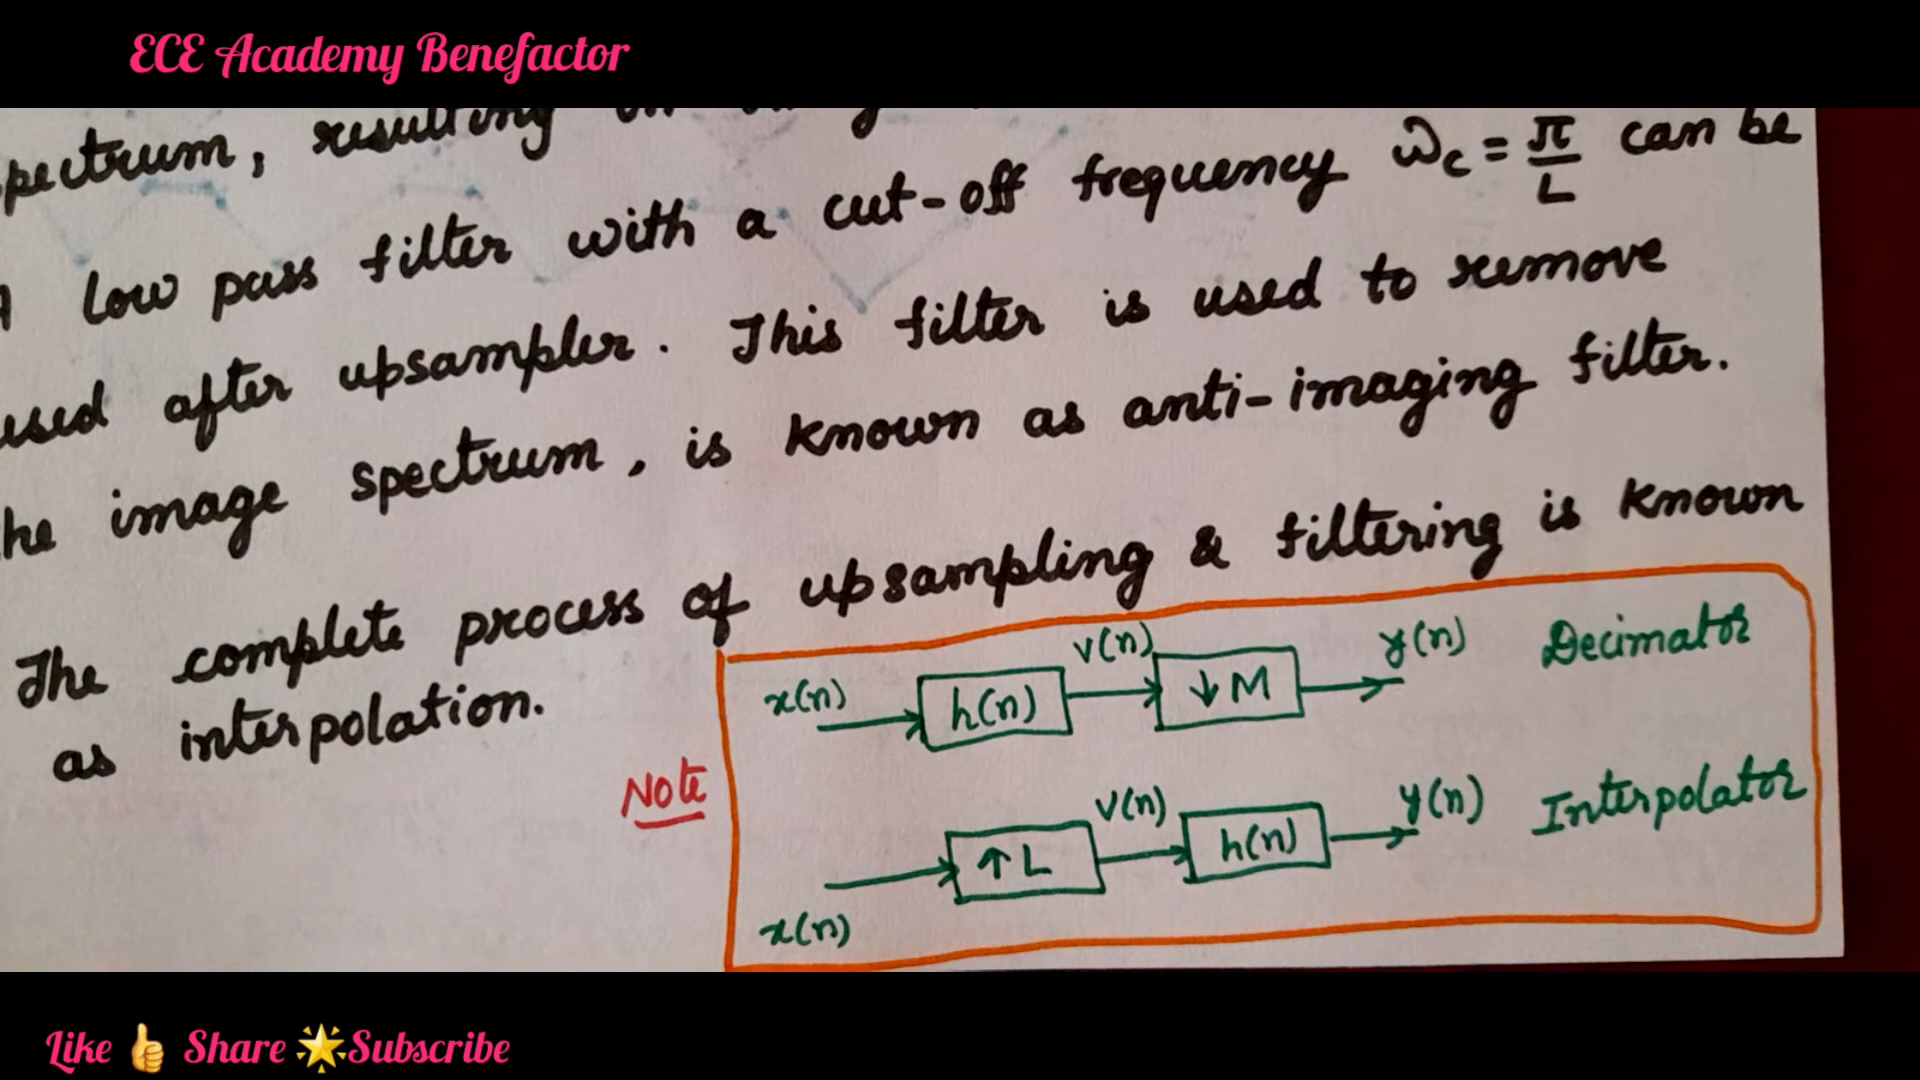 ECE Academy Benefactor
spectrum, resulting
low pass filter with a cut-off frequency ω̂c = π/L can be
used after upsampler. This filter is used to remove
the image spectrum, is known as anti-imaging filter.
The complete process of upsampling & filtering is known
as interpolation.
Note
x(n) h(n) v(n) ↓M y(n) Decimator
x(n) ↑L v(n) h(n) y(n) Interpolator
Like 👍 Share 🌟Subscribe